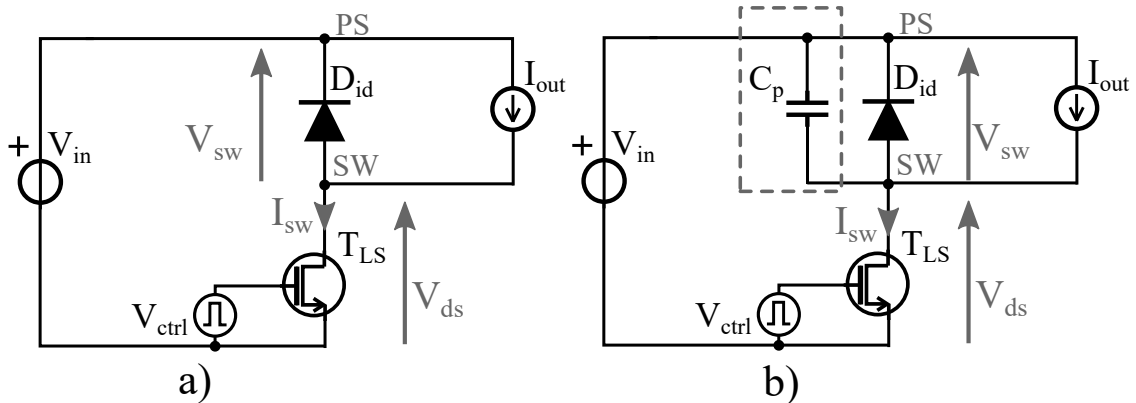 PS
D_id
I_out
V_sw
+
V_in
SW
I_sw
T_LS
V_ds
V_ctrl
a)
PS
C_p
D_id
I_out
V_sw
+
V_in
SW
I_sw
T_LS
V_ds
V_ctrl
b)